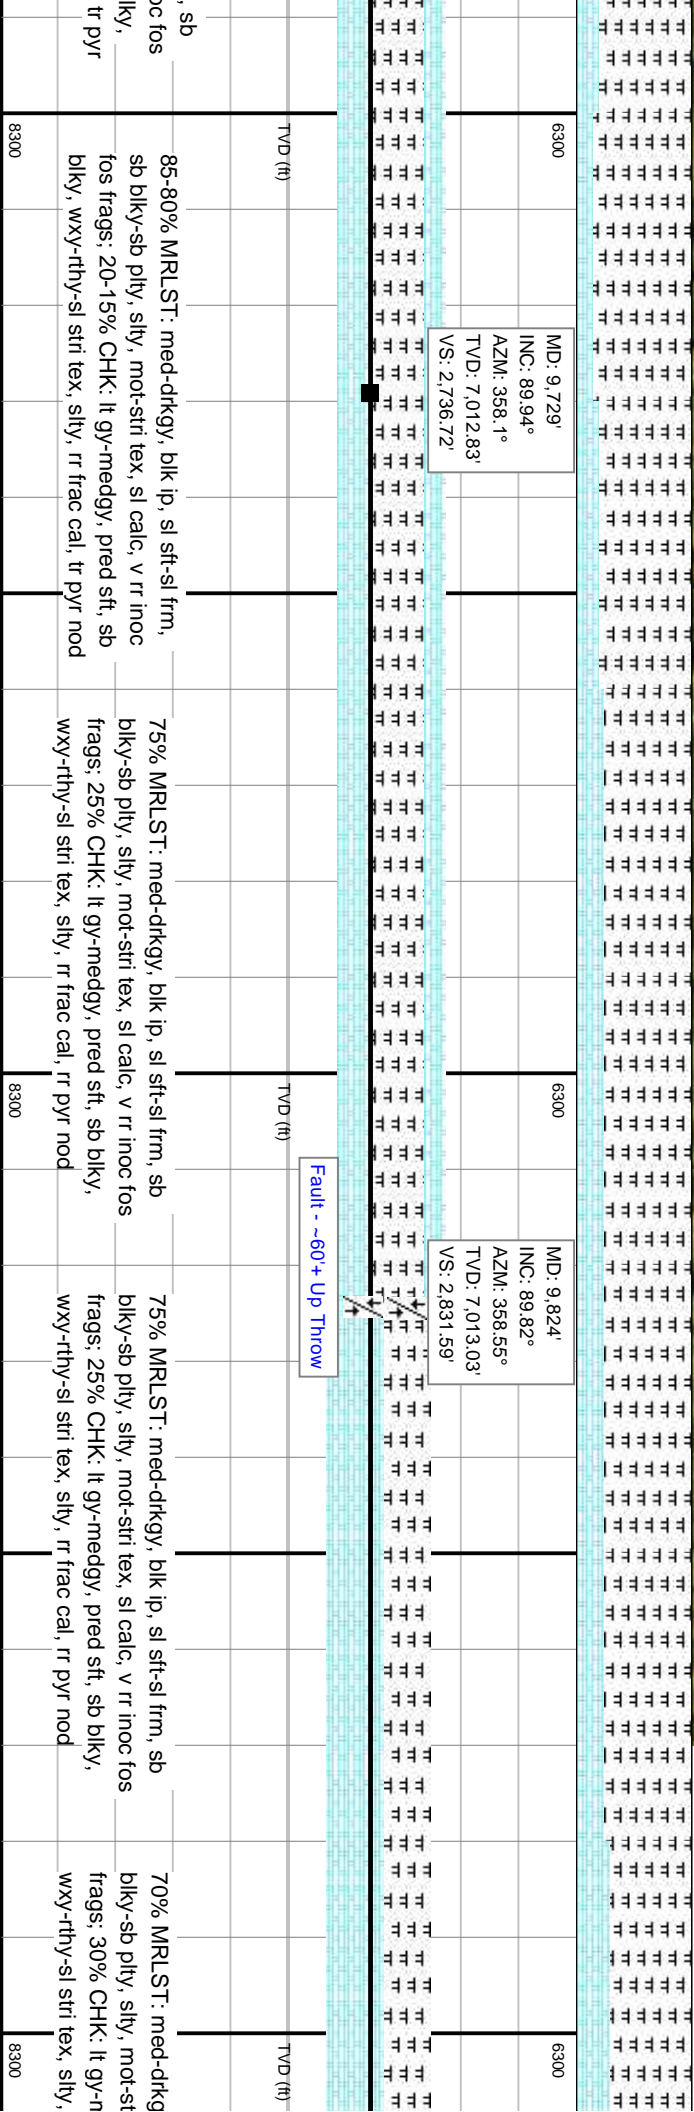 , sb
oc fos
lky,
tr pyr
6300
TVD (ft)
8300
MD: 9,729'
INC: 89.94°
AZM: 358.1°
TVD: 7,012.83'
VS: 2,736.72'
85-80% MRLST: med-drkgy, blk ip, sl sft-sl frm,
sb blky-sb plty, slty, mot-stri tex, sl calc, v rr inoc
fos frags; 20-15% CHK: lt gy-medgy, pred sft, sb
blky, wxy-rthy-sl stri tex, slty, rr frac cal, tr pyr nod
75% MRLST: med-drkgy, blk ip, sl sft-sl frm, sb
blky-sb plty, slty, mot-stri tex, sl calc, v rr inoc fos
frags; 25% CHK: lt gy-medgy, pred sft, sb blky,
wxy-rthy-sl stri tex, slty, rr frac cal, rr pyr nod
6300
TVD (ft)
8300
MD: 9,824'
INC: 89.82°
AZM: 358.55°
TVD: 7,013.03'
VS: 2,831.59'
Fault - ~60'+ Up Throw
75% MRLST: med-drkgy, blk ip, sl sft-sl frm, sb
blky-sb plty, slty, mot-stri tex, sl calc, v rr inoc fos
frags; 25% CHK: lt gy-medgy, pred sft, sb blky,
wxy-rthy-sl stri tex, slty, rr frac cal, rr pyr nod
70% MRLST: med-drkg
blky-sb plty, slty, mot-st
frags; 30% CHK: lt gy-m
wxy-rthy-sl stri tex, slty,
6300
TVD (ft)
8300